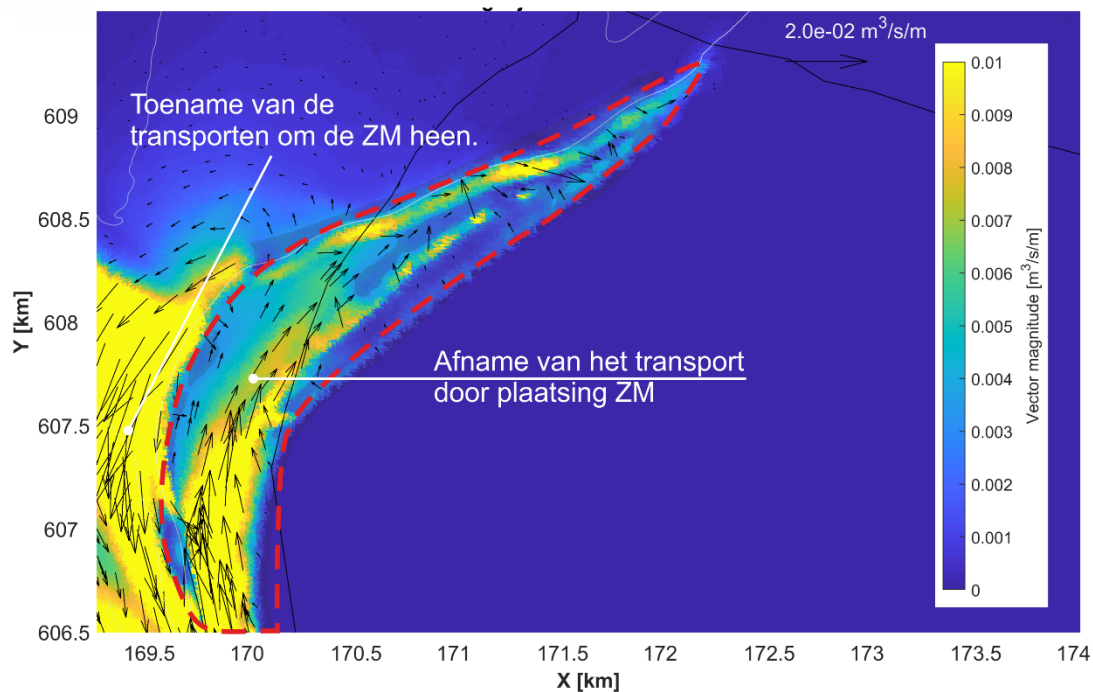 2.0e-02 m³/s/m
Toename van de
transporten om de ZM heen.
Afname van het transport
door plaatsing ZM
Y [km]
609
608.5
608
607.5
607
606.5
169.5 170 170.5 171 171.5 172 172.5 173 173.5 174
X [km]
0.01
0.009
0.008
0.007
0.006
0.005
0.004
0.003
0.002
0.001
0
Vector magnitude [m³/s/m]